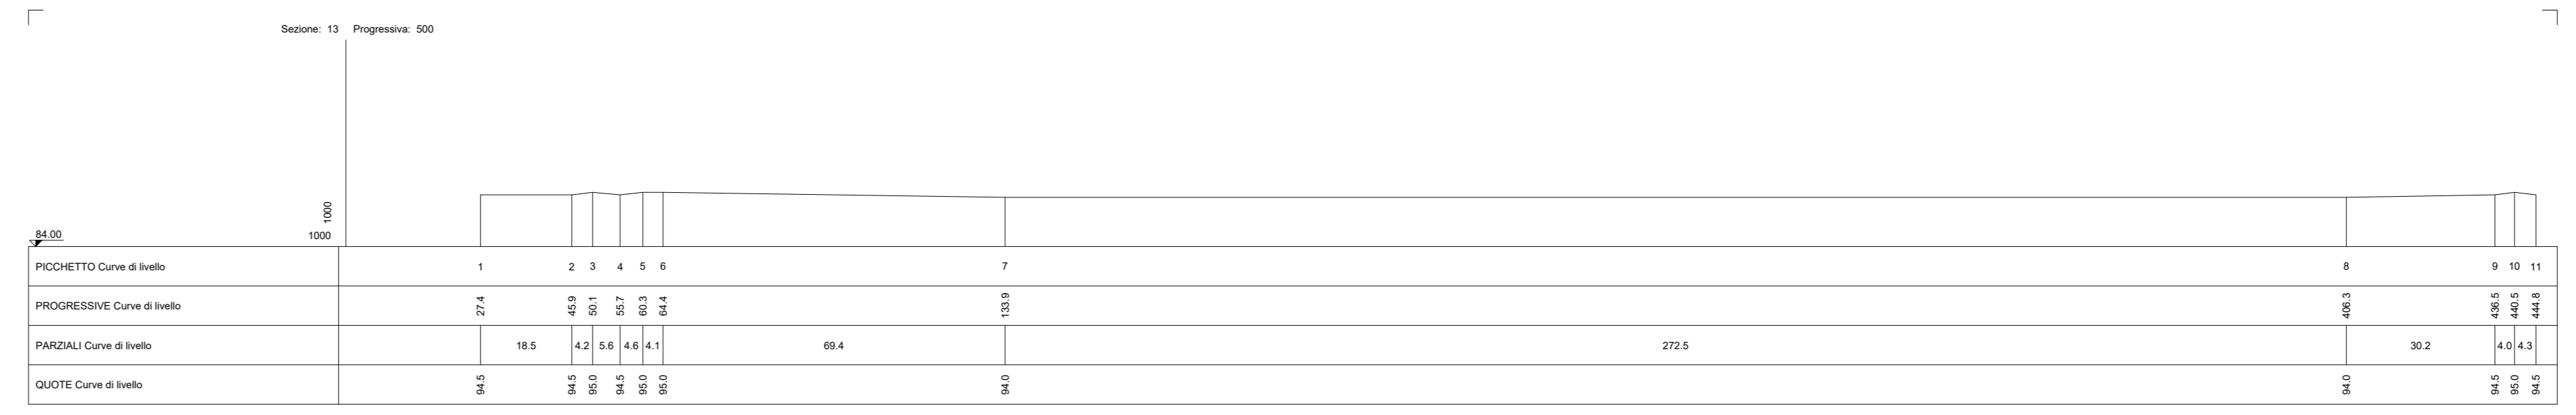 Sezione: 13 Progressiva: 500
1000
84.00 1000
PICCHETTO Curve di livello 1 2 3 4 5 6 7 8 9 10 11
PROGRESSIVE Curve di livello 27.4 45.9 50.1 55.7 60.3 64.4 133.9 406.3 436.5 440.5 444.8
PARZIALI Curve di livello 18.5 4.2 5.6 4.6 4.1 69.4 272.5 30.2 4.0 4.3
QUOTE Curve di livello 94.5 94.5 95.0 94.5 95.0 95.0 94.0 94.0 94.5 95.0 94.5